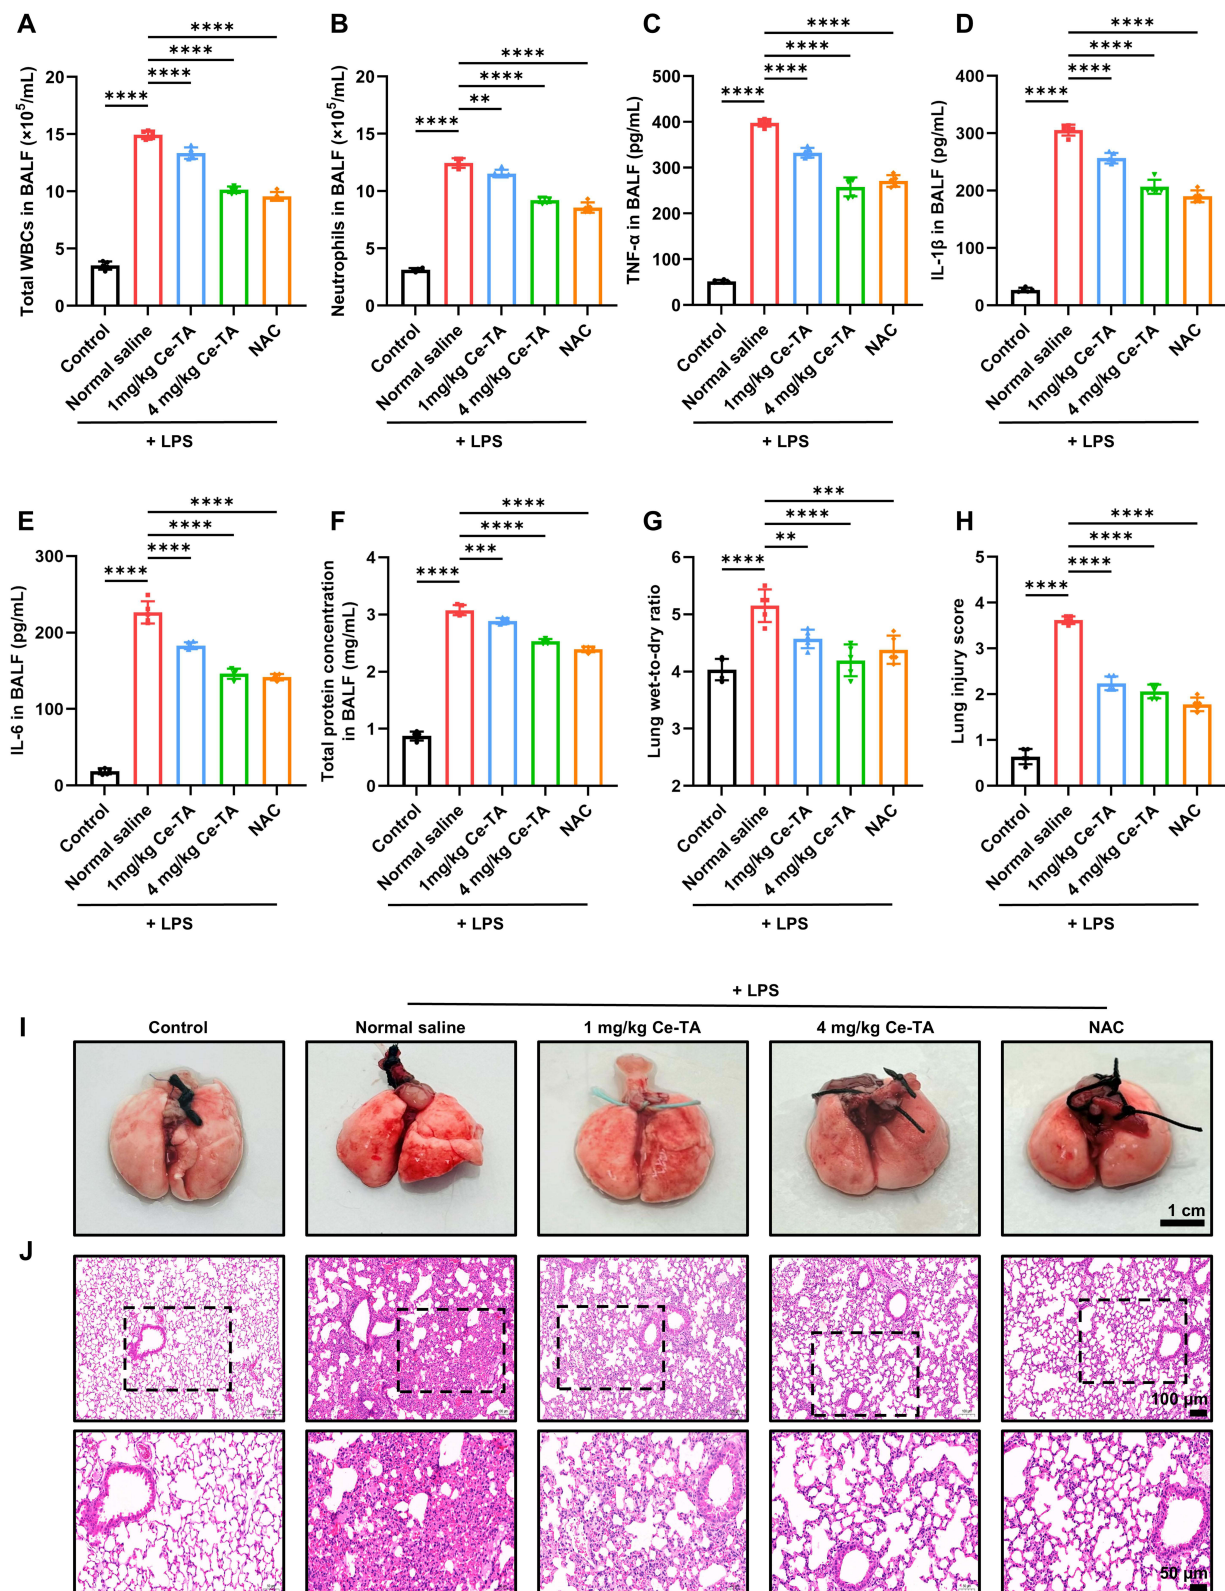 A
Total WBCs in BALF (×10⁵/mL)
20
15
10
5
0
****
****
****
****
Control
Normal saline
1mg/kg Ce-TA
4 mg/kg Ce-TA
NAC
+ LPS
B
Neutrophils in BALF (×10⁵/mL)
20
15
10
5
0
****
****
**
****
Control
Normal saline
1mg/kg Ce-TA
4 mg/kg Ce-TA
NAC
+ LPS
C
TNF-α in BALF (pg/mL)
500
400
300
200
100
0
****
****
****
****
Control
Normal saline
1mg/kg Ce-TA
4 mg/kg Ce-TA
NAC
+ LPS
D
IL-1β in BALF (pg/mL)
400
300
200
100
0
****
****
****
****
Control
Normal saline
1mg/kg Ce-TA
4 mg/kg Ce-TA
NAC
+ LPS
E
IL-6 in BALF (pg/mL)
300
200
100
0
****
****
****
****
Control
Normal saline
1mg/kg Ce-TA
4 mg/kg Ce-TA
NAC
+ LPS
F
Total protein concentration
in BALF (mg/mL)
4
3
2
1
0
****
****
***
****
Control
Normal saline
1mg/kg Ce-TA
4 mg/kg Ce-TA
NAC
+ LPS
G
Lung wet-to-dry ratio
6
5
4
3
2
***
****
**
****
Control
Normal saline
1mg/kg Ce-TA
4 mg/kg Ce-TA
NAC
+ LPS
H
Lung injury score
5
4
3
2
1
0
****
****
****
****
Control
Normal saline
1mg/kg Ce-TA
4 mg/kg Ce-TA
NAC
+ LPS
+ LPS
I
Control
Normal saline
1 mg/kg Ce-TA
4 mg/kg Ce-TA
NAC
1 cm
J
100 µm
50 µm